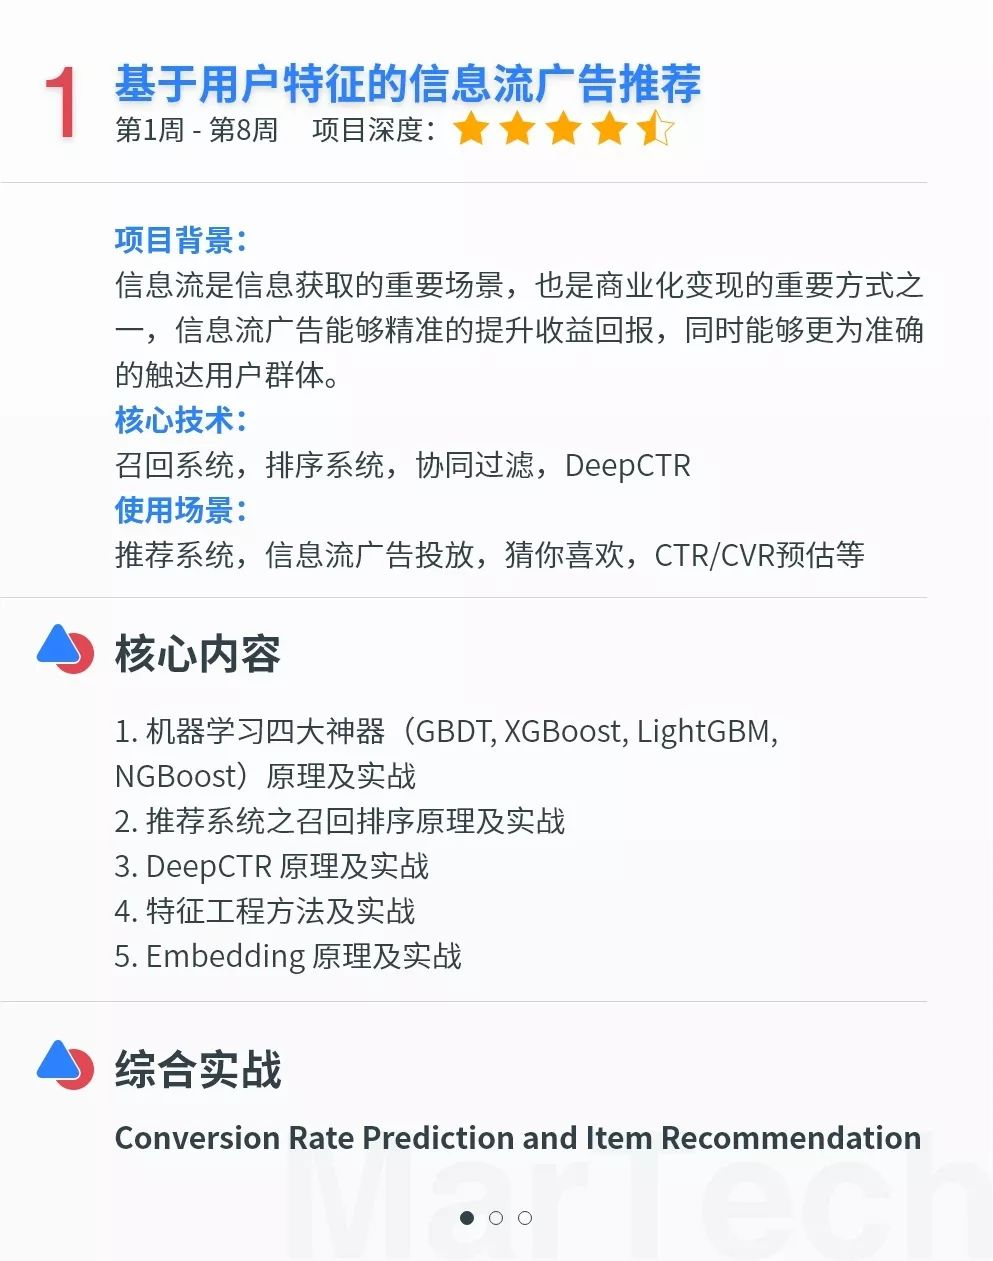 1
基于用户特征的信息流广告推荐
第1周 - 第8周 项目深度：
项目背景：
信息流是信息获取的重要场景，也是商业化变现的重要方式之
一，信息流广告能够精准的提升收益回报，同时能够更为准确
的触达用户群体。
核心技术：
召回系统，排序系统，协同过滤，DeepCTR
使用场景：
推荐系统，信息流广告投放，猜你喜欢，CTR/CVR预估等
核心内容
1. 机器学习四大神器（GBDT, XGBoost, LightGBM,
NGBoost）原理及实战
2. 推荐系统之召回排序原理及实战
3. DeepCTR 原理及实战
4. 特征工程方法及实战
5. Embedding 原理及实战
综合实战
Conversion Rate Prediction and Item Recommendation
MarTech